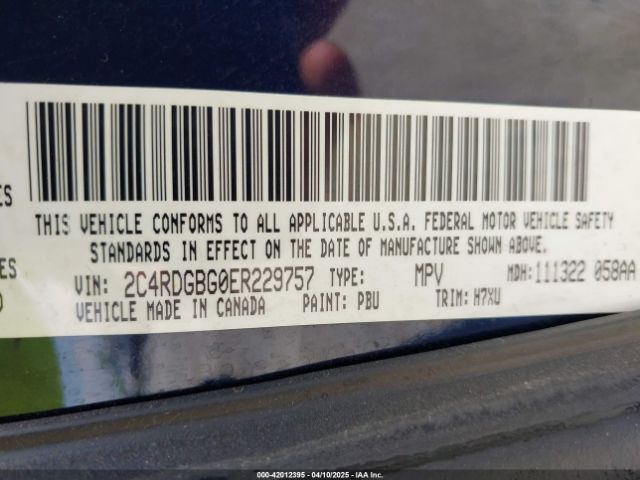 ES
THIS VEHICLE CONFORMS TO ALL APPLICABLE U.S.A. FEDERAL MOTOR VEHICLE SAFETY
STANDARDS IN EFFECT ON THE DATE OF MANUFACTURE SHOWN ABOVE.
ES
VIN: 2C4RDGBG0ER229757 TYPE: MPV MDH: 111322 058AA
VEHICLE MADE IN CANADA PAINT: PBU TRIM: H7XU
000-42012395 - 04/10/2025 - IAA Inc.